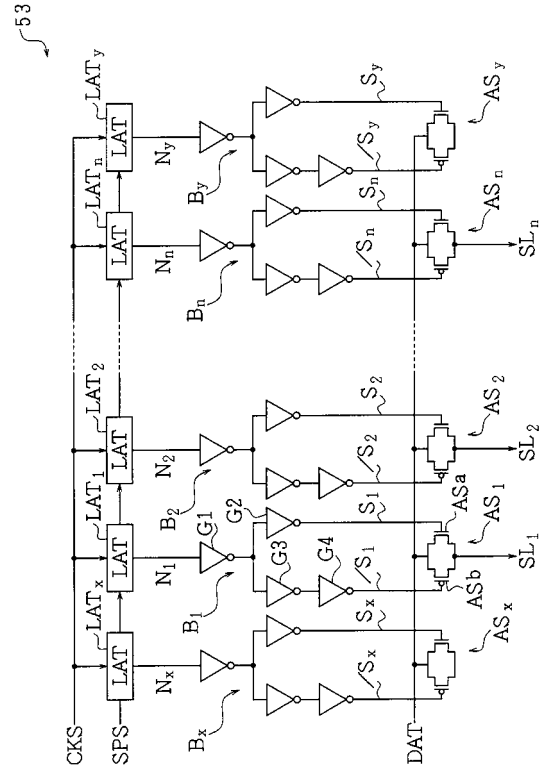 53
CKS
SPS
LATx
LAT1
LAT2
LATn
LATy
LAT
LAT
LAT
LAT
LAT
Nx
N1
N2
Nn
Ny
Bx
B1
B2
Bn
By
G1
G2
G3
G4
/Sx
Sx
/S1
S1
/S2
S2
/Sn
Sn
/Sy
Sy
DAT
ASb
ASa
ASx
AS1
AS2
ASn
ASy
SL1
SL2
SLn